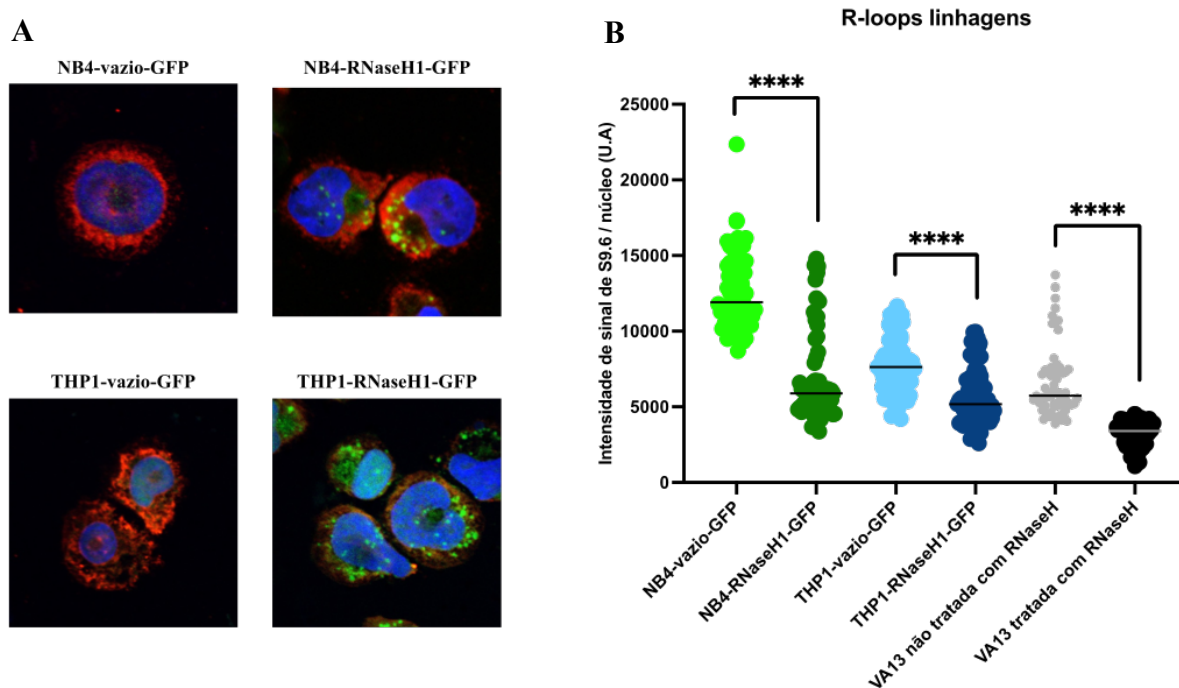 A
NB4-vazio-GFP
NB4-RNaseH1-GFP
THP1-vazio-GFP
THP1-RNaseH1-GFP
B
R-loops linhagens
Intensidade de sinal de S9.6 / núcleo (U.A)
25000
20000
15000
10000
5000
0
****
****
****
NB4-vazio-GFP
NB4-RNaseH1-GFP
THP1-vazio-GFP
THP1-RNaseH1-GFP
VA13 não tratada com RNaseH
VA13 tratada com RNaseH